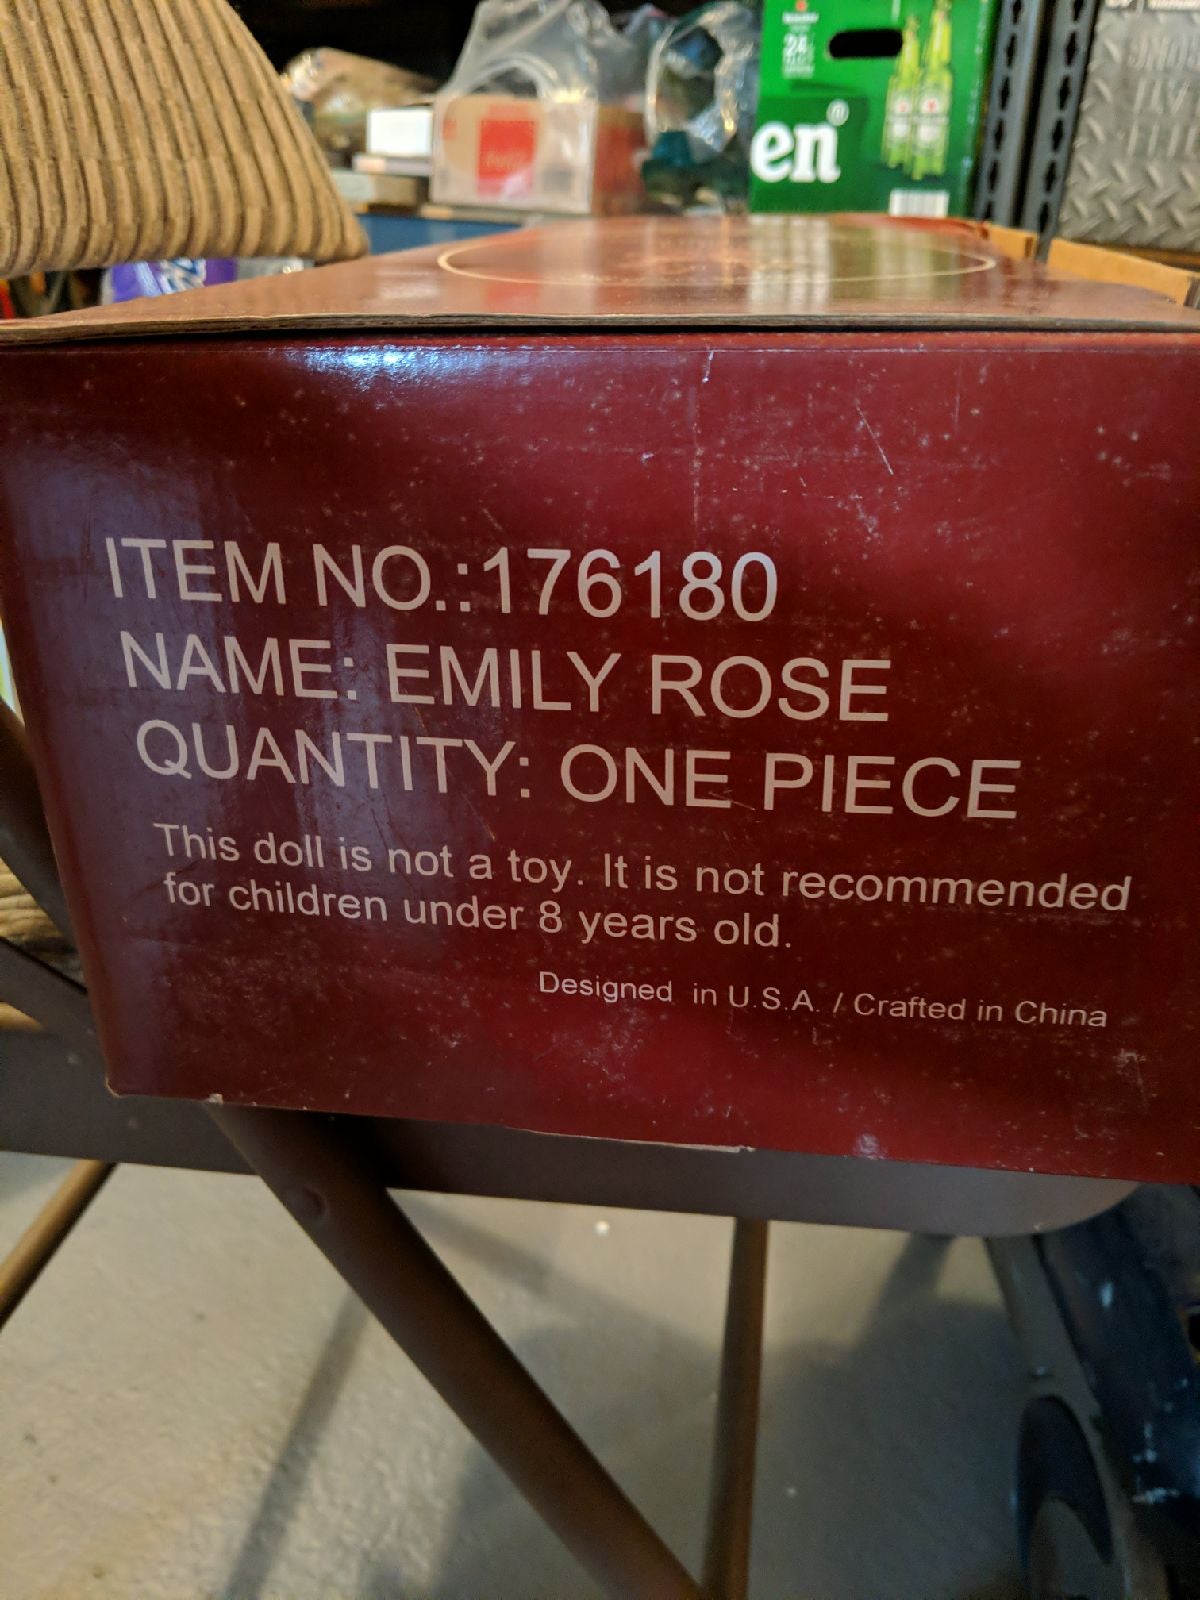 24
en®
ITEM NO.:176180
NAME: EMILY ROSE
QUANTITY: ONE PIECE
This doll is not a toy. It is not recommended
for children under 8 years old.
Designed in U.S.A. / Crafted in China